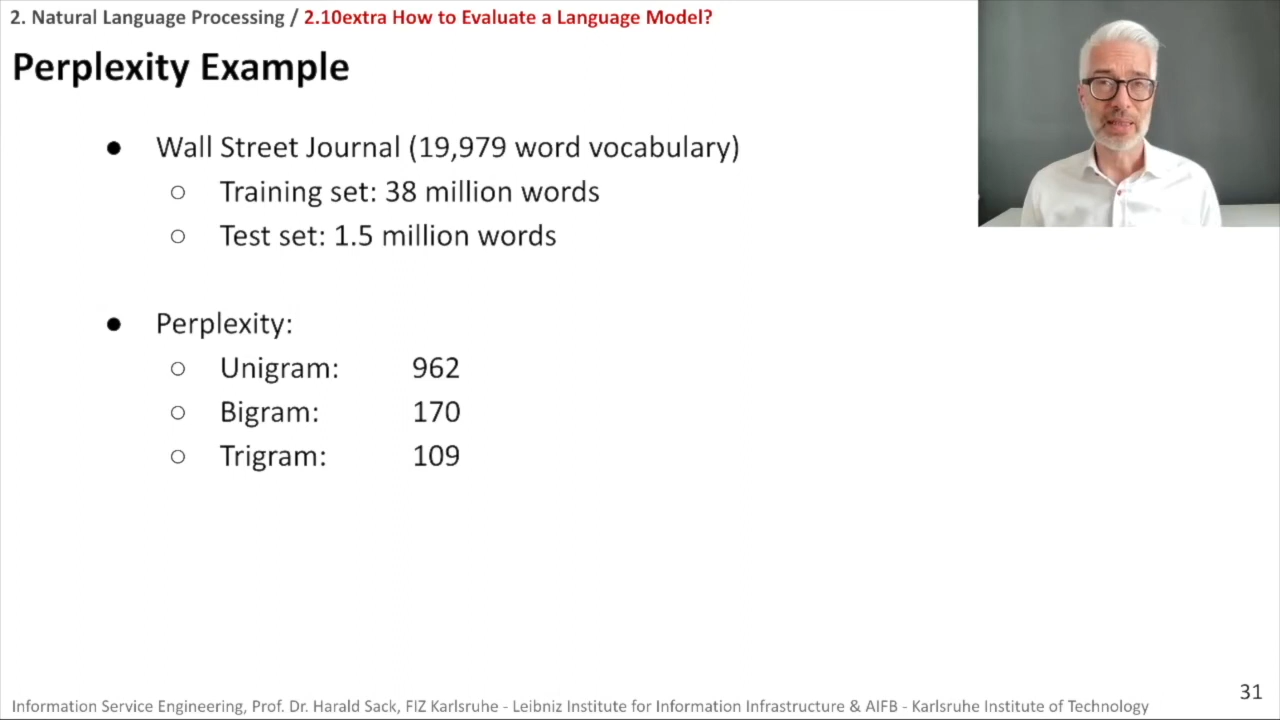 2. Natural Language Processing / 2.10extra How to Evaluate a Language Model?
Perplexity Example
● Wall Street Journal (19,979 word vocabulary)
○ Training set: 38 million words
○ Test set: 1.5 million words
● Perplexity:
○ Unigram: 962
○ Bigram: 170
○ Trigram: 109
31
Information Service Engineering, Prof. Dr. Harald Sack, FIZ Karlsruhe - Leibniz Institute for Information Infrastructure & AIFB - Karlsruhe Institute of Technology